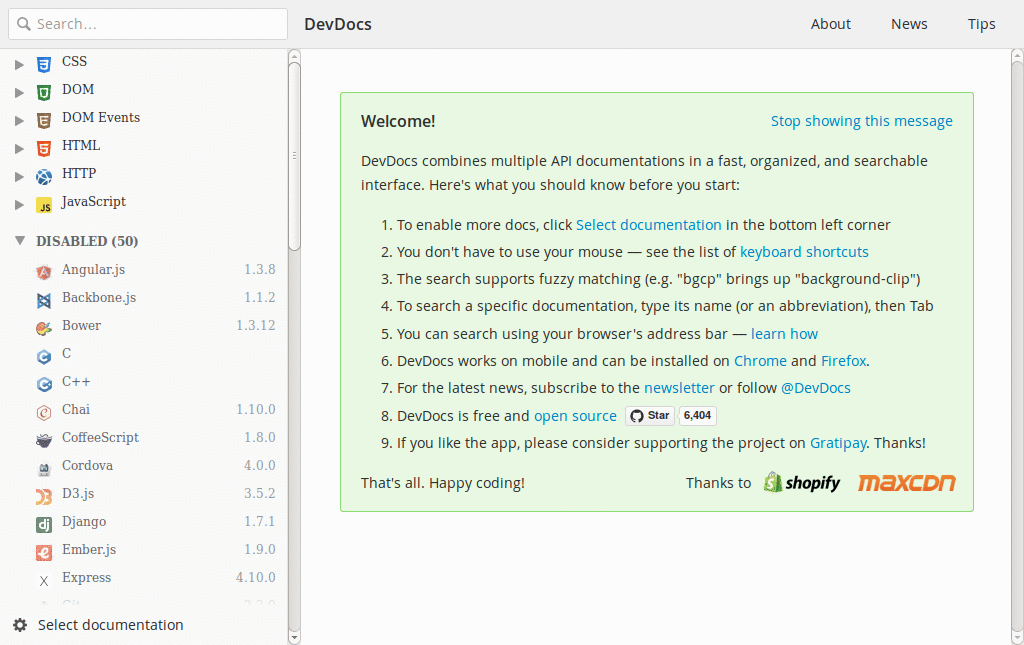 Search...
DevDocs
About
News
Tips
CSS
DOM
DOM Events
HTML
HTTP
JavaScript
DISABLED (50)
Angular.js 1.3.8
Backbone.js 1.1.2
Bower 1.3.12
C
C++
Chai 1.10.0
CoffeeScript 1.8.0
Cordova 4.0.0
D3.js 3.5.2
Django 1.7.1
Ember.js 1.9.0
Express 4.10.0
Select documentation
Welcome!
Stop showing this message
DevDocs combines multiple API documentations in a fast, organized, and searchable
interface. Here's what you should know before you start:
1. To enable more docs, click Select documentation in the bottom left corner
2. You don't have to use your mouse — see the list of keyboard shortcuts
3. The search supports fuzzy matching (e.g. "bgcp" brings up "background-clip")
4. To search a specific documentation, type its name (or an abbreviation), then Tab
5. You can search using your browser's address bar — learn how
6. DevDocs works on mobile and can be installed on Chrome and Firefox.
7. For the latest news, subscribe to the newsletter or follow @DevDocs
8. DevDocs is free and open source Star 6,404
9. If you like the app, please consider supporting the project on Gratipay. Thanks!
That's all. Happy coding!
Thanks to shopify maxcdn